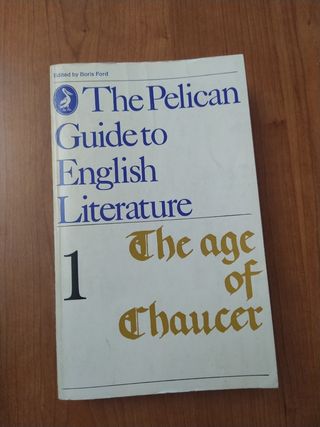 Edited by Boris Ford
The Pelican
Guide to
English
Literature
1
The age
of
Chaucer